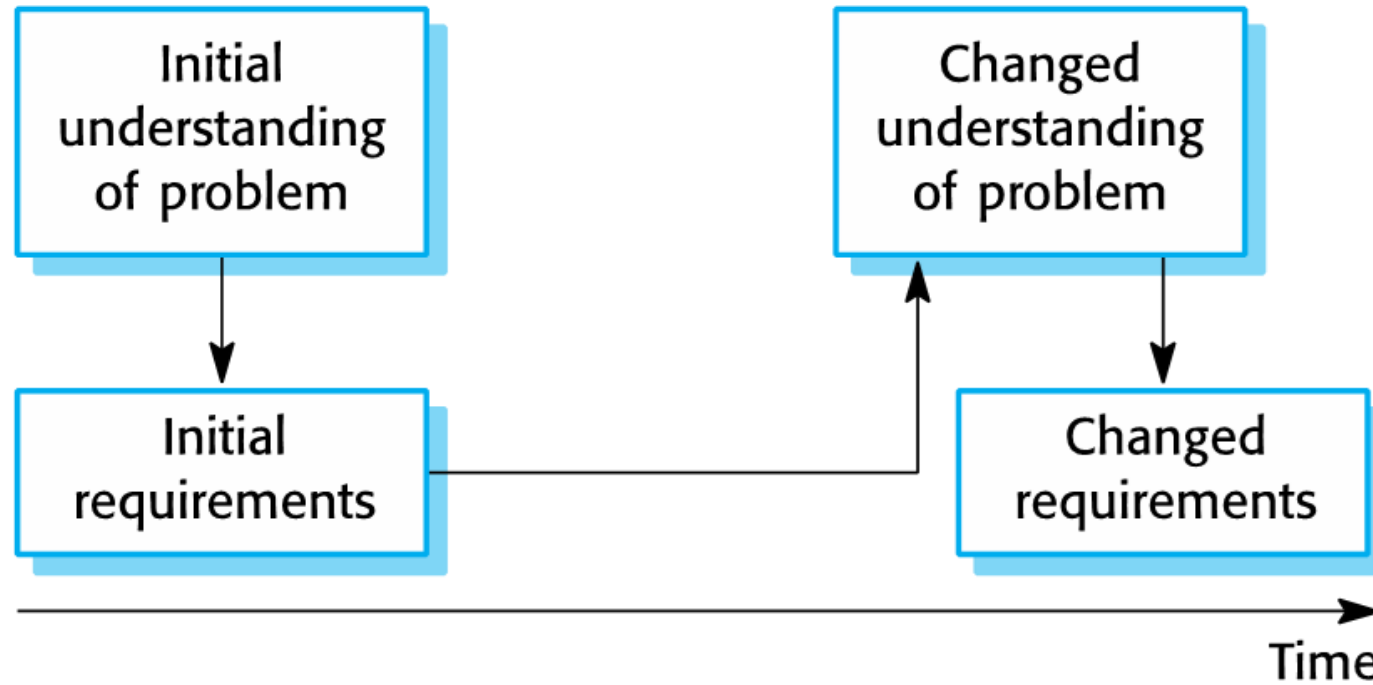 Initial
understanding
of problem
Changed
understanding
of problem
Initial
requirements
Changed
requirements
Time